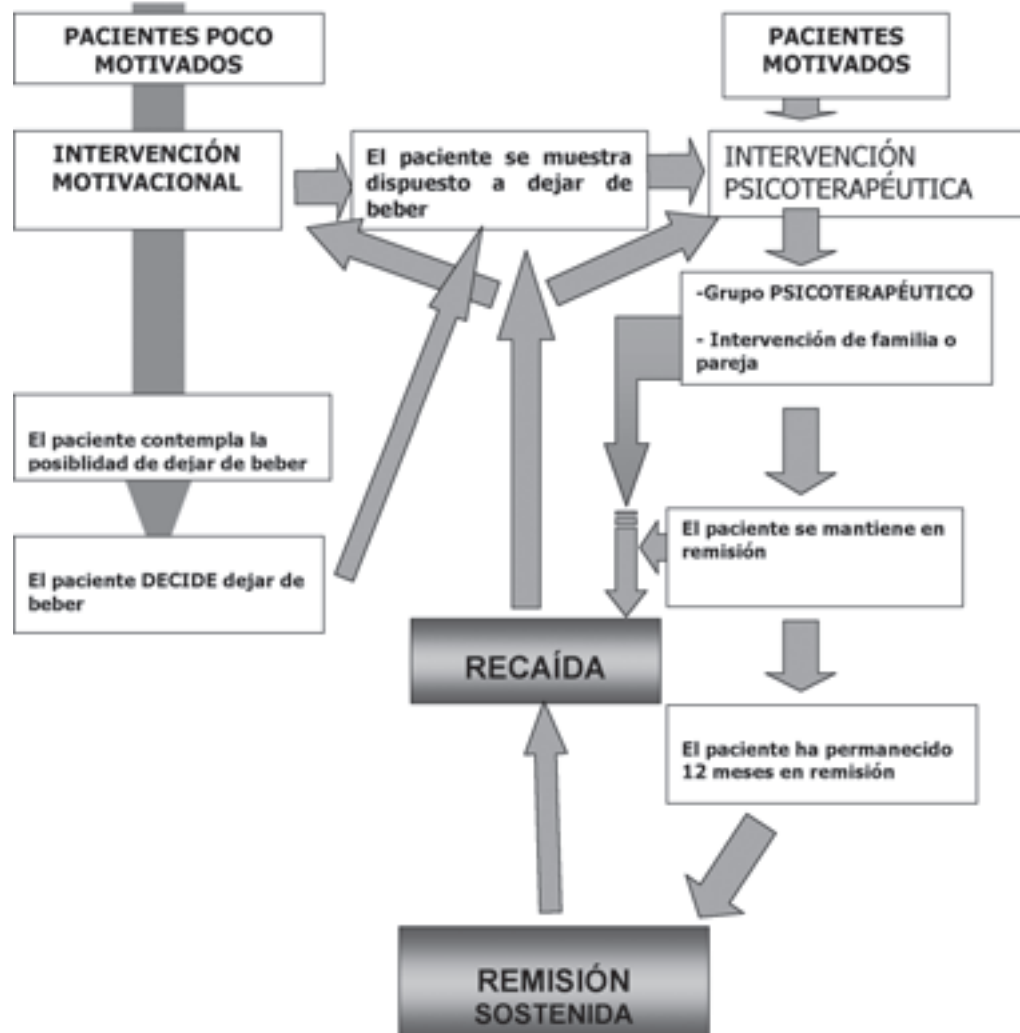 PACIENTES POCO
MOTIVADOS
PACIENTES
MOTIVADOS
INTERVENCIÓN
MOTIVACIONAL
El paciente se muestra
dispuesto a dejar de
beber
INTERVENCIÓN
PSICOTERAPÉUTICA
-Grupo PSICOTERAPÉUTICO
- Intervención de familia o
pareja
El paciente contempla la
posiblidad de dejar de beber
El paciente se mantiene en
remisión
El paciente DECIDE dejar de
beber
RECAÍDA
El paciente ha permanecido
12 meses en remisión
REMISIÓN
SOSTENIDA